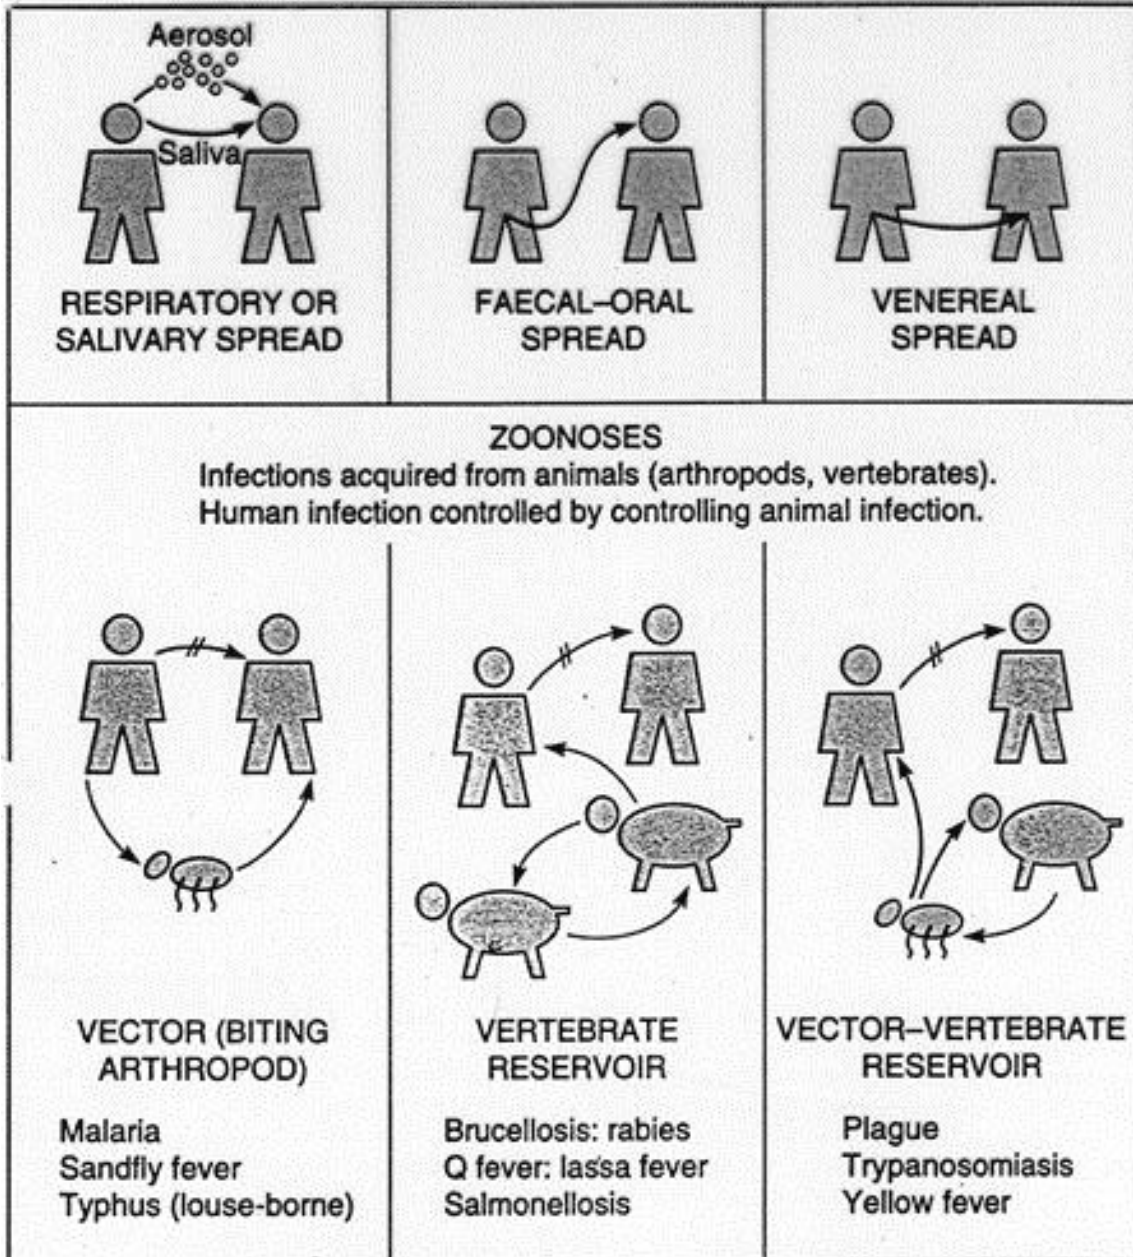 Aerosol
Saliva
RESPIRATORY OR
SALIVARY SPREAD
FAECAL–ORAL
SPREAD
VENEREAL
SPREAD
ZOONOSES
Infections acquired from animals (arthropods, vertebrates).
Human infection controlled by controlling animal infection.
VECTOR (BITING
ARTHROPOD)
Malaria
Sandfly fever
Typhus (louse-borne)
VERTEBRATE
RESERVOIR
Brucellosis: rabies
Q fever: lassa fever
Salmonellosis
VECTOR–VERTEBRATE
RESERVOIR
Plague
Trypanosomiasis
Yellow fever